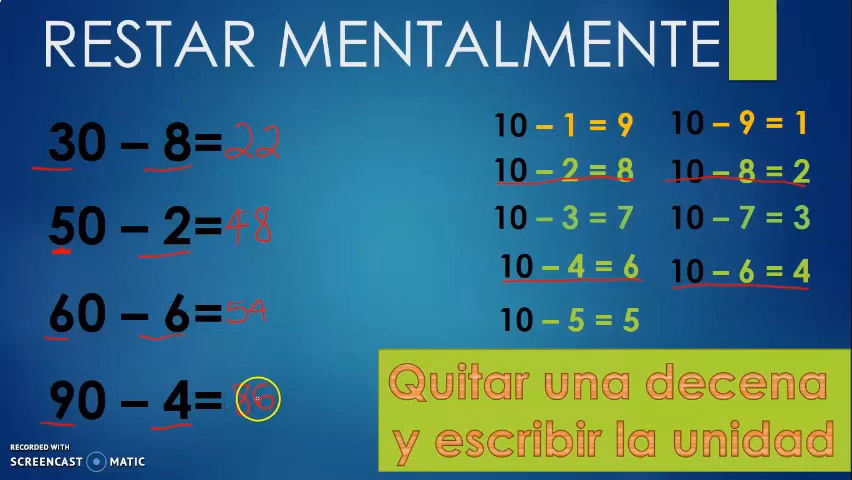 RESTAR MENTALMENTE
30 – 8= 22
50 – 2= 48
60 – 6= 54
90 – 4= 86
10 – 1 = 9
10 – 2 = 8
10 – 3 = 7
10 – 4 = 6
10 – 5 = 5
10 – 9 = 1
10 – 8 = 2
10 – 7 = 3
10 – 6 = 4
Quitar una decena
y escribir la unidad
RECORDED WITH
SCREENCAST MATIC